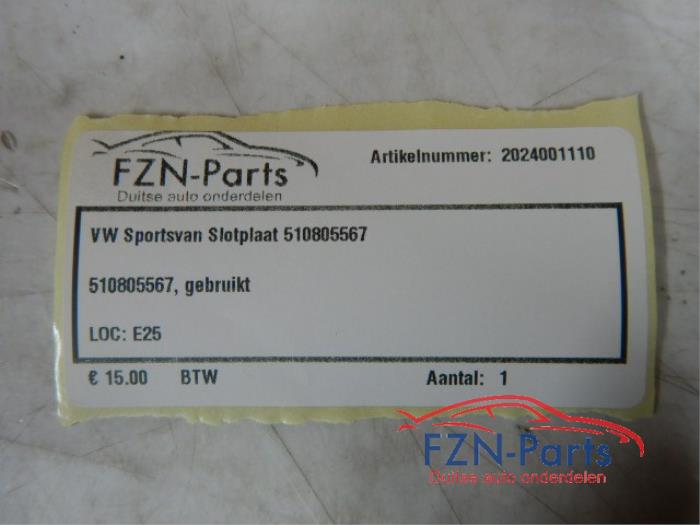 FZN-Parts
Duitse auto onderdelen
Artikelnummer: 2024001110
VW Sportsvan Slotplaat 510805567
510805567, gebruikt
LOC: E25
€ 15.00 BTW Aantal: 1
FZN-Parts
Duitse auto onderdelen